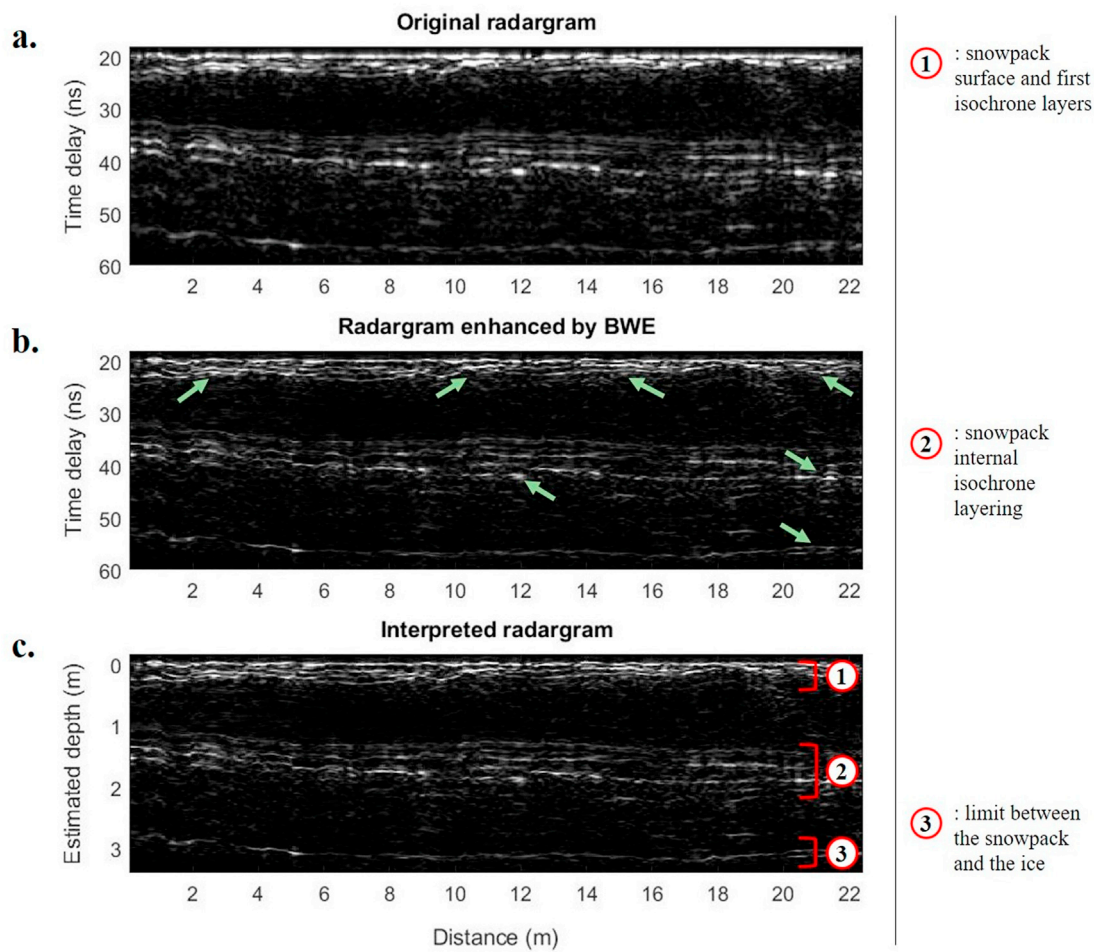 a.
Original radargram
Time delay (ns)
20
30
40
50
60
2 4 6 8 10 12 14 16 18 20 22
b.
Radargram enhanced by BWE
Time delay (ns)
20
30
40
50
60
2 4 6 8 10 12 14 16 18 20 22
c.
Interpreted radargram
Estimated depth (m)
0
1
2
3
1
2
3
2 4 6 8 10 12 14 16 18 20 22
Distance (m)
1 : snowpack
surface and first
isochrone layers
2 : snowpack
internal
isochrone
layering
3 : limit between
the snowpack
and the ice